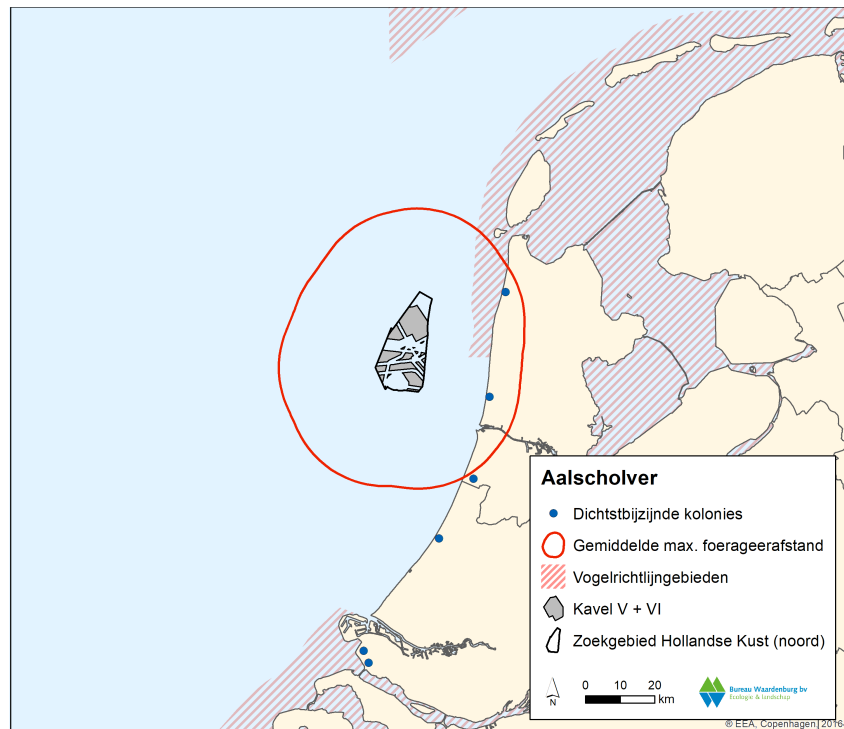 Aalscholver
Dichtstbijzijnde kolonies
Gemiddelde max. foerageerafstand
Vogelrichtlijngebieden
Kavel V + VI
Zoekgebied Hollandse Kust (noord)
N
0 10 20
km
Bureau Waardenburg bv
Ecologie & landschap
® EEA, Copenhagen, 2016